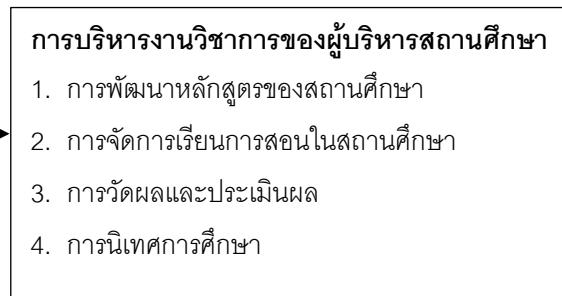 การบริหารงานวิชาการของผู้บริหารสถานศึกษา
1. การพัฒนาหลักสูตรของสถานศึกษา
2. การจัดการเรียนการสอนในสถานศึกษา
3. การวัดผลและประเมินผล
4. การนิเทศการศึกษา